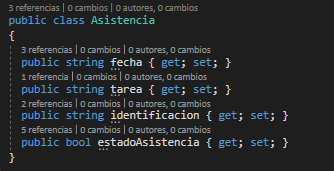 3 referencias | 0 cambios | 0 autores, 0 cambios
public class Asistencia
{
3 referencias | 0 cambios | 0 autores, 0 cambios
public string fecha { get; set; }
1 referencia | 0 cambios | 0 autores, 0 cambios
public string tarea { get; set; }
2 referencias | 0 cambios | 0 autores, 0 cambios
public string identificacion { get; set; }
5 referencias | 0 cambios | 0 autores, 0 cambios
public bool estadoAsistencia { get; set; }
}